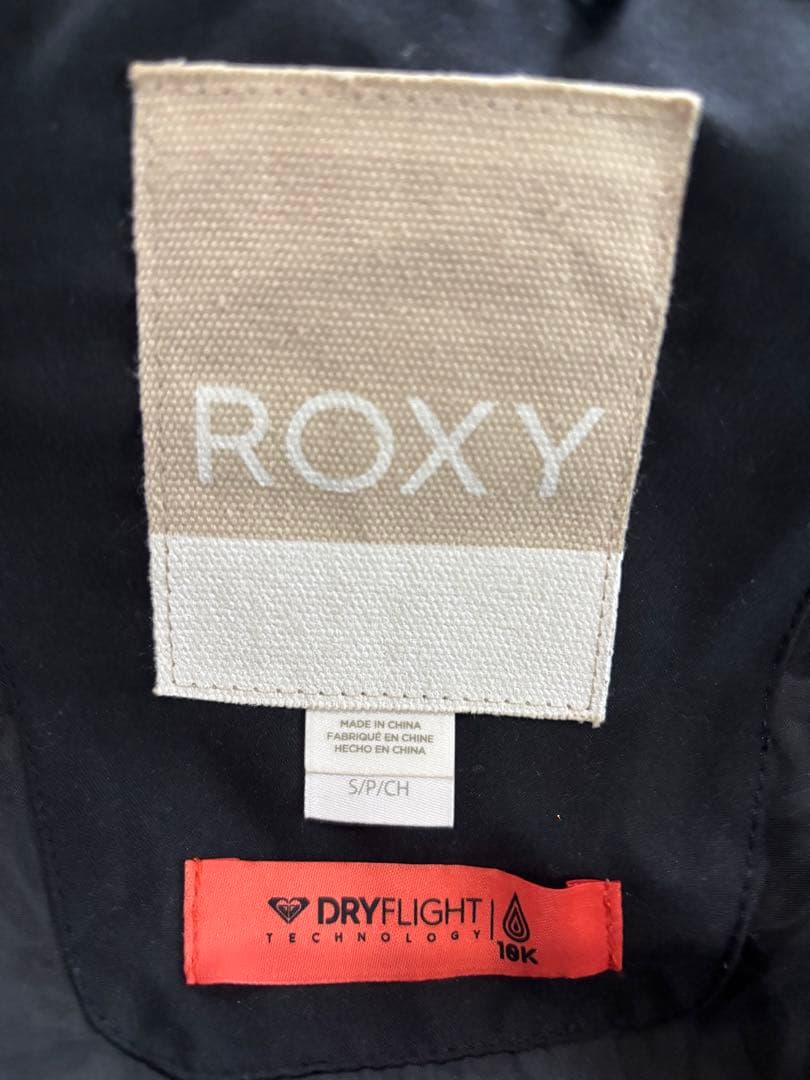 ROXY
MADE IN CHINA
FABRIQUÉ EN CHINE
HECHO EN CHINA
S/P/CH
DRYFLIGHT
TECHNOLOGY
10K